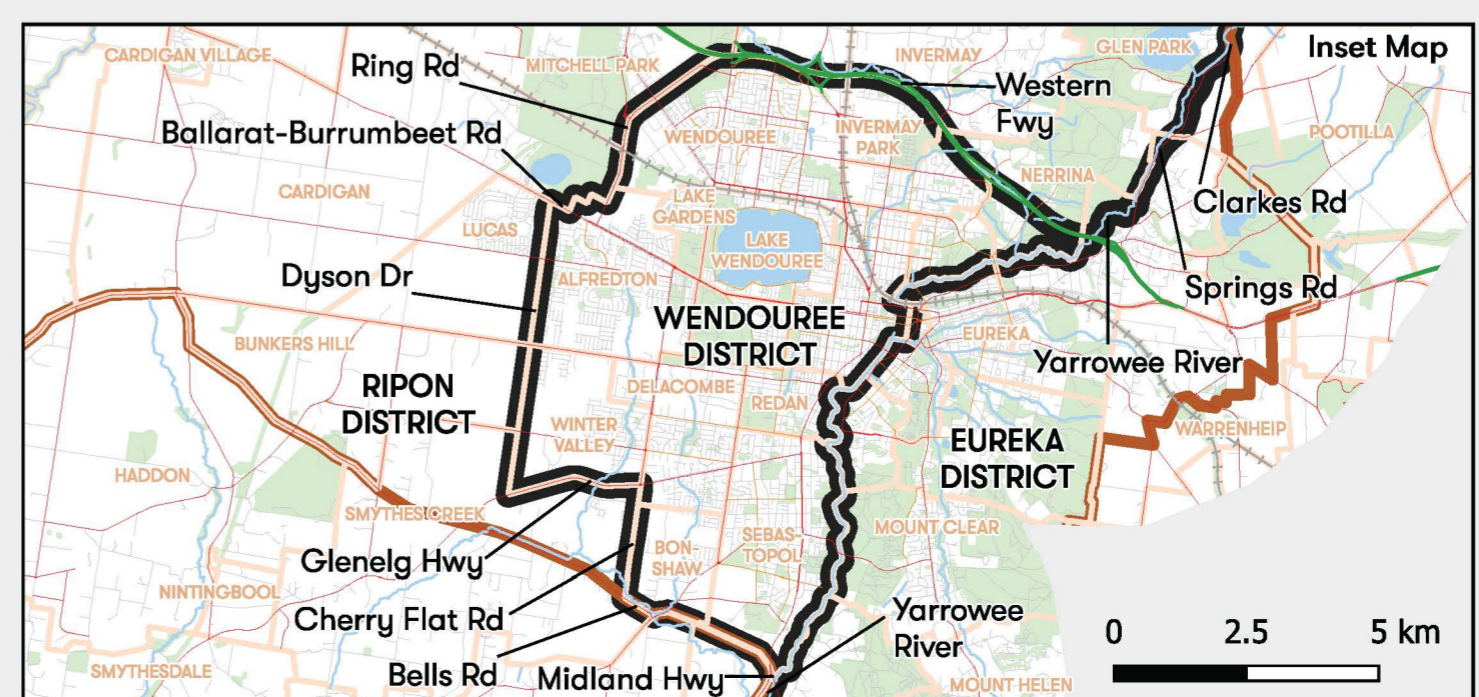 CARDIGAN VILLAGE
Ring Rd
MITCHELL PARK
INVERMAY
GLEN PARK
Inset Map
Western
Fwy
Ballarat-Burrumbeet Rd
WENDOUREE
INVERMAY
PARK
POOTILLA
CARDIGAN
NERRINA
LAKE
GARDENS
Clarkes Rd
LUCAS
LAKE
WENDOUREE
Dyson Dr
ALFREDTON
Springs Rd
WENDOUREE
DISTRICT
EUREKA
BUNKERS HILL
Yarrowee River
RIPON
DISTRICT
DELACOMBE
REDAN
WINTER
VALLEY
EUREKA
DISTRICT
WARRENHEIP
HADDON
SMYTHES CREEK
MOUNT CLEAR
SEBAS-
TOPOL
BON-
SHAW
Glenelg Hwy
NINTINGBOOL
Cherry Flat Rd
Yarrowee
River
0 2.5 5 km
SMYTHESDALE
Bells Rd
Midland Hwy
MOUNT HELEN